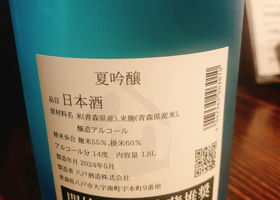 夏吟醸
品目 日本酒
原材料名 米(青森県産)、米麹(青森県産米)、
醸造アルコール
精米歩合 麹米55%、掛米60%
アルコール分 14度 内容量 1.8L
製造年月 2024年5月
製造者 八戸酒造株式会社
青森県八戸市大字湊町字本町9番地